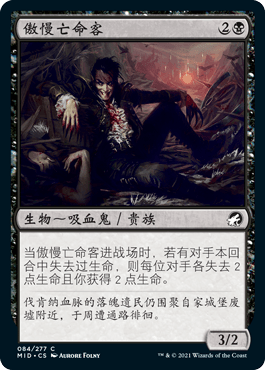 傲慢亡命客 2
生物～吸血鬼／贵族
当傲慢亡命客进战场时，若有对手本回
合中失去过生命，则每位对手各失去 2
点生命且你获得 2 点生命。
伐肯纳血脉的落魄遗民仍围聚自家城堡废
墟附近，于周遭通路徘徊。
3/2
084/277 C
MID • CS AURORE FOLNY
™ & © 2021 Wizards of the Coast